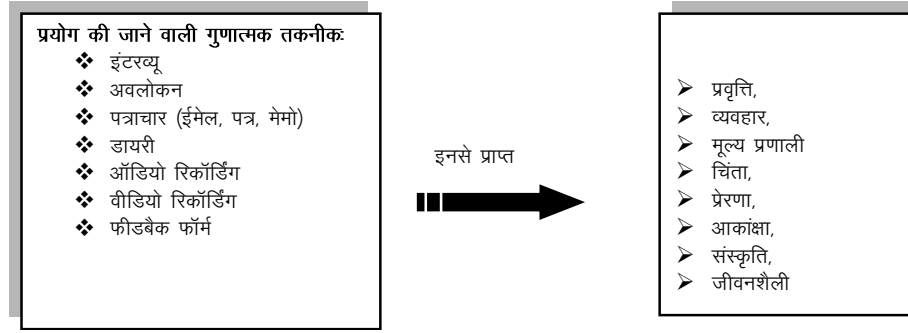 प्रयोग की जाने वाली गुणात्मक तकनीकः
❖ इंटरव्यू
❖ अवलोकन
❖ पत्राचार (ईमेल, पत्र, मेमो)
❖ डायरी
❖ ऑडियो रिकॉर्डिंग
❖ वीडियो रिकॉर्डिंग
❖ फीडबैक फॉर्म
इनसे प्राप्त
➢ प्रवृत्ति,
➢ व्यवहार,
➢ मूल्य प्रणाली
➢ चिंता,
➢ प्रेरणा,
➢ आकांक्षा,
➢ संस्कृति,
➢ जीवनशैली